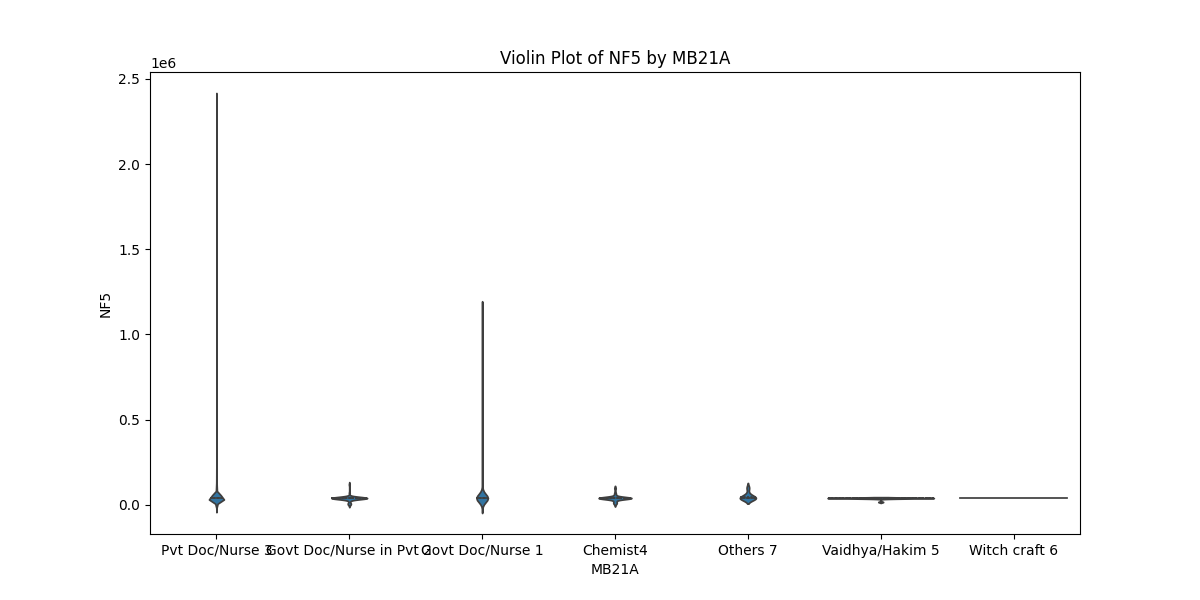 Violin Plot of NF5 by MB21A
1e6
2.5
2.0
1.5
1.0
0.5
0.0
NF5
Pvt Doc/Nurse 3 Govt Doc/Nurse in Pvt 2 Govt Doc/Nurse 1 Chemist4 Others 7 Vaidhya/Hakim 5 Witch craft 6
MB21A